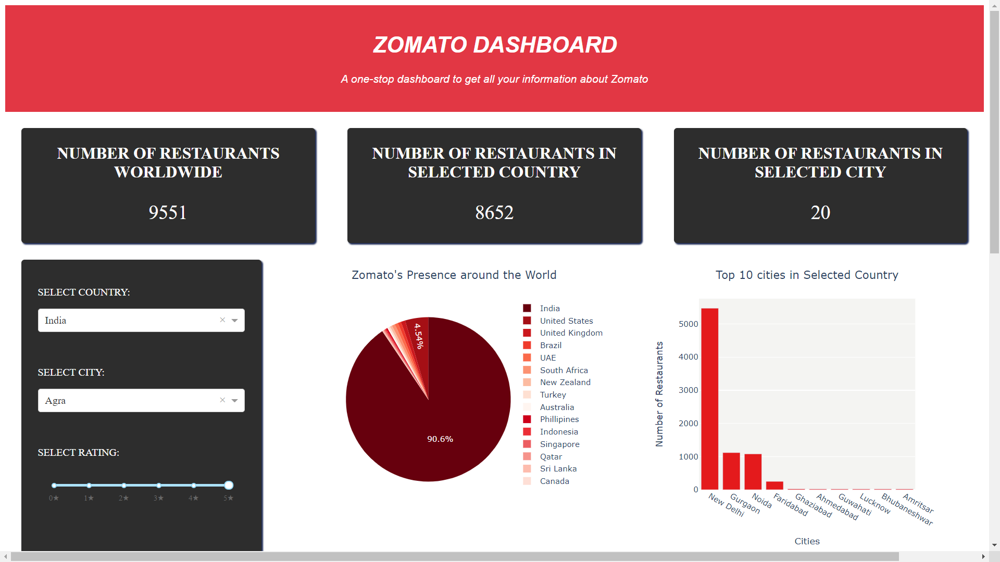 ZOMATO DASHBOARD
A one-stop dashboard to get all your information about Zomato
NUMBER OF RESTAURANTS
WORLDWIDE
9551
NUMBER OF RESTAURANTS IN
SELECTED COUNTRY
8652
NUMBER OF RESTAURANTS IN
SELECTED CITY
20
SELECT COUNTRY:
India
SELECT CITY:
Agra
SELECT RATING:
0★ 1★ 2★ 3★ 4★ 5★
Zomato's Presence around the World
4.54%
90.6%
India
United States
United Kingdom
Brazil
UAE
South Africa
New Zealand
Turkey
Australia
Phillipines
Indonesia
Singapore
Qatar
Sri Lanka
Canada
Top 10 cities in Selected Country
Number of Restaurants
5000
4000
3000
2000
1000
0
New Delhi
Gurgaon
Noida
Faridabad
Ghaziabad
Ahmedabad
Guwahati
Lucknow
Bhubaneshwar
Amritsar
Cities